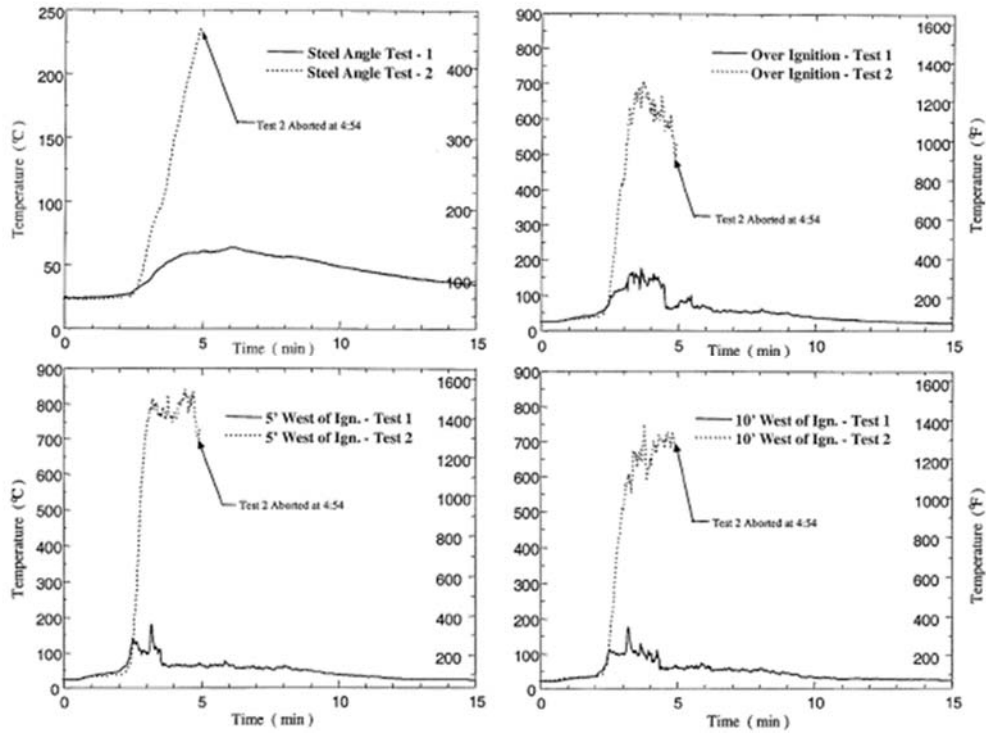 250
200
150
100
50
0
Temperature (°C)
400
300
200
100
Steel Angle Test - 1
Steel Angle Test - 2
Test 2 Aborted at 4:54
0 5 10 15
Time ( min )
900
800
700
600
500
400
300
200
100
0
1600
1400
1200
1000
800
600
400
200
Temperature (°F)
Over Ignition - Test 1
Over Ignition - Test 2
Test 2 Aborted at 4:54
0 5 10 15
Time ( min )
900
800
700
600
500
400
300
200
100
0
Temperature (°C)
1600
1400
1200
1000
800
600
400
200
5' West of Ign. - Test 1
5' West of Ign. - Test 2
Test 2 Aborted at 4:54
0 5 10 15
Time ( min )
900
800
700
600
500
400
300
200
100
0
1600
1400
1200
1000
800
600
400
200
Temperature (°F)
10' West of Ign. - Test 1
10' West of Ign. - Test 2
Test 2 Aborted at 4:54
0 5 10 15
Time ( min )